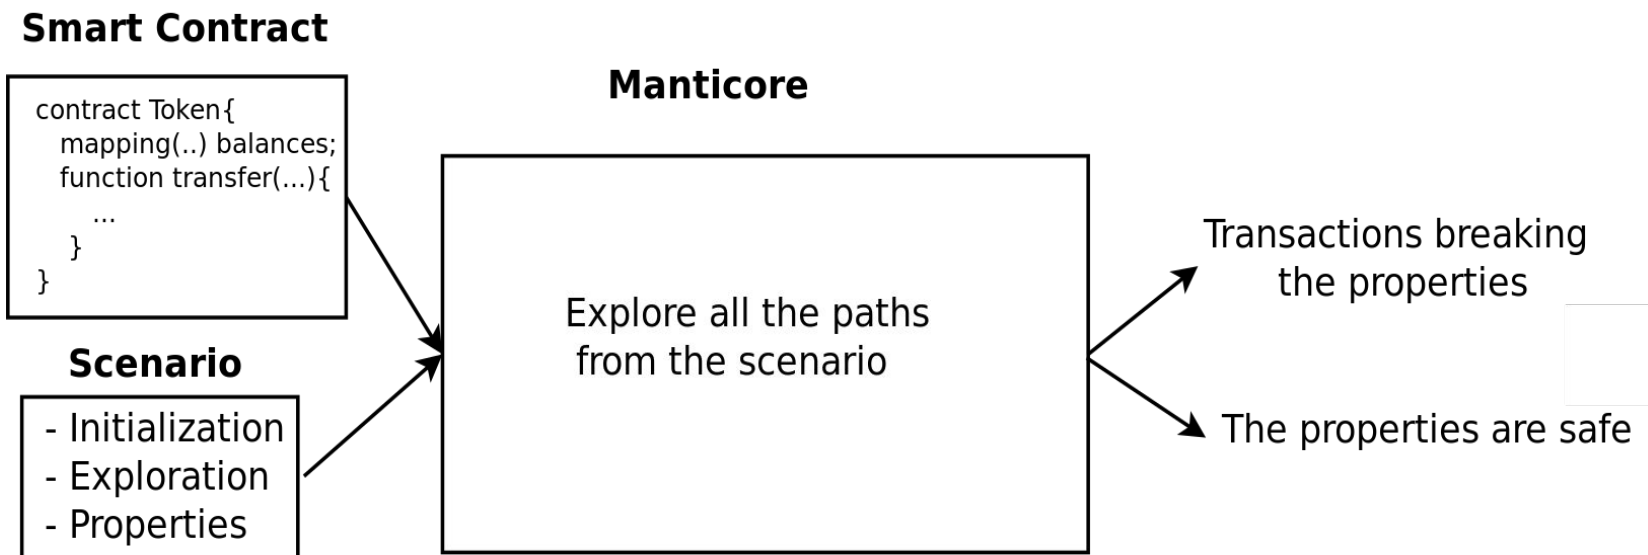 Smart Contract
contract Token{
mapping(..) balances;
function transfer(...){
...
}
}
Scenario
- Initialization
- Exploration
- Properties
Manticore
Explore all the paths
from the scenario
Transactions breaking
the properties
The properties are safe